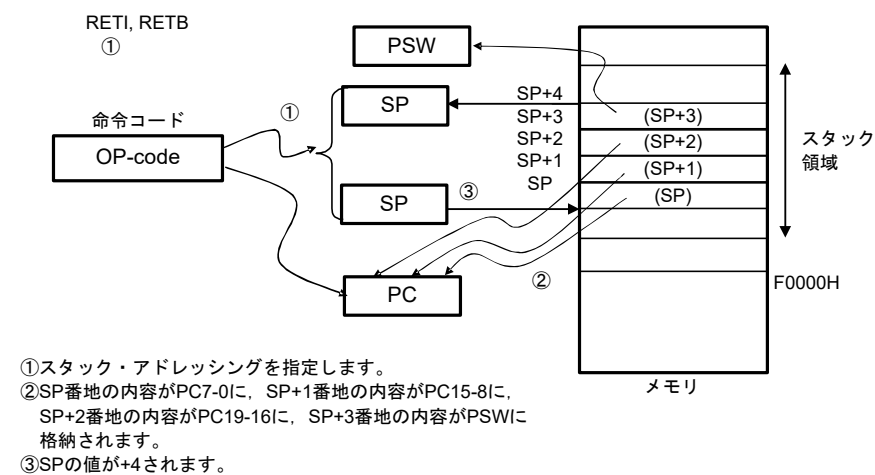 RETI, RETB
①
PSW
SP
①
命令コード
OP-code
SP
③
PC
②
SP+4
SP+3
SP+2
SP+1
SP
(SP+3)
(SP+2)
(SP+1)
(SP)
スタック
領域
F0000H
メモリ
①スタック・アドレッシングを指定します。
②SP番地の内容がPC7-0に，SP+1番地の内容がPC15-8に，
SP+2番地の内容がPC19-16に，SP+3番地の内容がPSWに
格納されます。
③SPの値が+4されます。